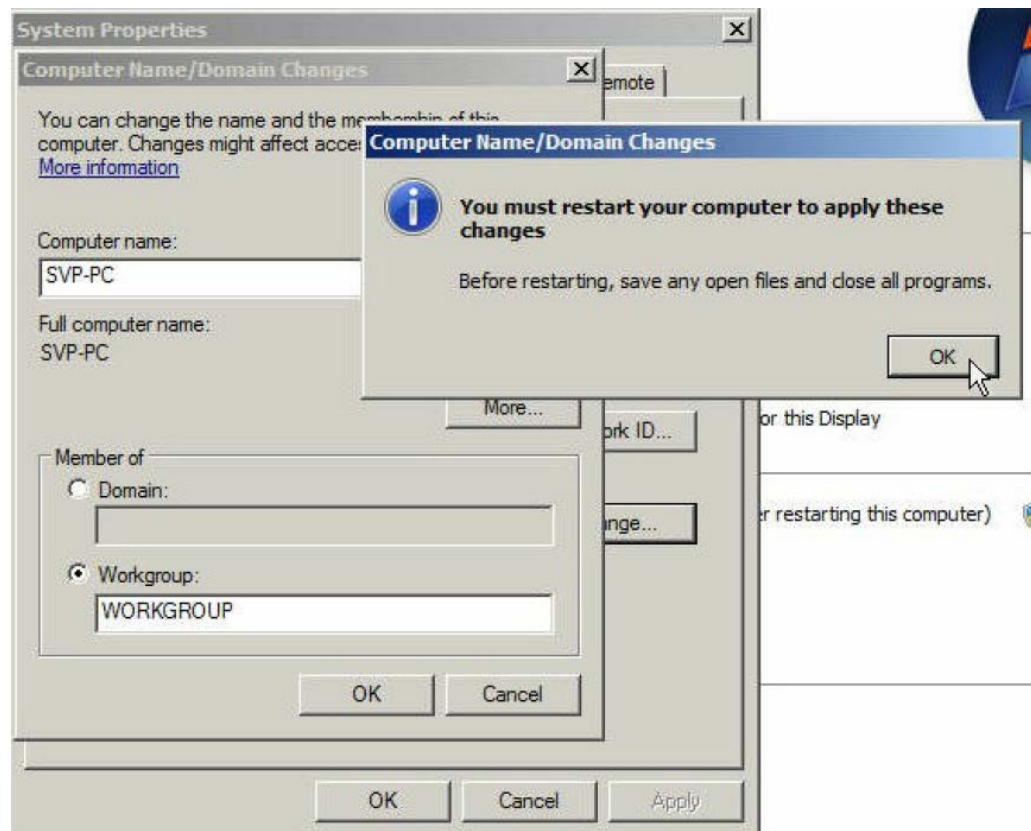 System Properties
Computer Name/Domain Changes
emote
You can change the name and the membership of this
computer. Changes might affect acce
More information
Computer Name/Domain Changes
You must restart your computer to apply these
changes
Before restarting, save any open files and close all programs.
OK
Computer name:
SVP-PC
Full computer name:
SVP-PC
More...
ork ID...
or this Display
Member of
Domain:
ange...
er restarting this computer)
Workgroup:
WORKGROUP
OK Cancel
OK Cancel Apply